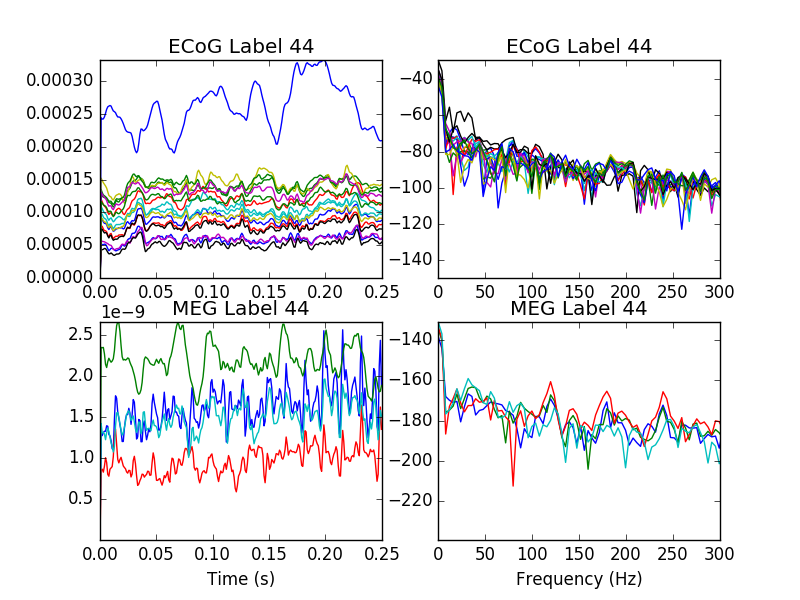 ECoG Label 44
0.00030
0.00025
0.00020
0.00015
0.00010
0.00005
0.00000
0.00 0.05 0.10 0.15 0.20 0.25
ECoG Label 44
−40
−60
−80
−100
−120
−140
0 50 100 150 200 250 300
MEG Label 44
1e−9
2.5
2.0
1.5
1.0
0.5
0.00 0.05 0.10 0.15 0.20 0.25
Time (s)
MEG Label 44
−140
−160
−180
−200
−220
0 50 100 150 200 250 300
Frequency (Hz)